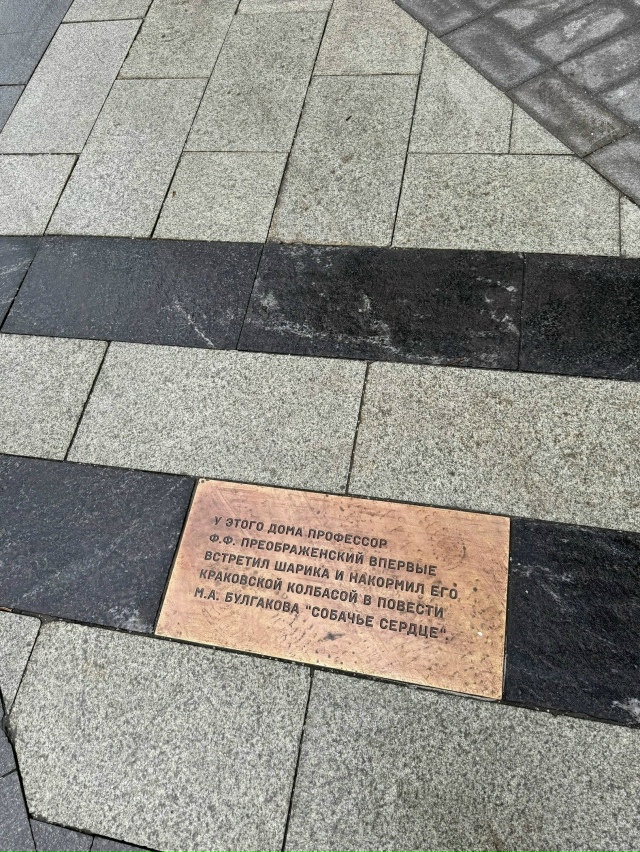 У ЭТОГО ДОМА ПРОФЕССОР
Ф.Ф. ПРЕОБРАЖЕНСКИЙ ВПЕРВЫЕ
ВСТРЕТИЛ ШАРИКА И НАКОРМИЛ ЕГО
КРАКОВСКОЙ КОЛБАСОЙ В ПОВЕСТИ
М.А. БУЛГАКОВА "СОБАЧЬЕ СЕРДЦЕ"